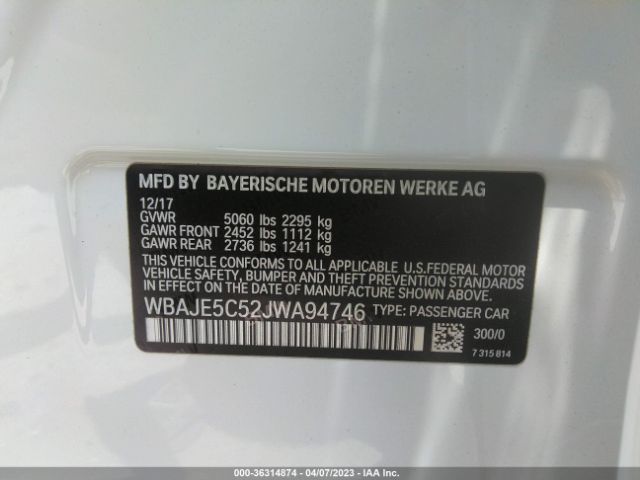 MFD BY BAYERISCHE MOTOREN WERKE AG
12/17
GVWR 5060 lbs 2295 kg
GAWR FRONT 2452 lbs 1112 kg
GAWR REAR 2736 lbs 1241 kg
THIS VEHICLE CONFORMS TO ALL APPLICABLE U.S.FEDERAL MOTOR
VEHICLE SAFETY, BUMPER AND THEFT PREVENTION STANDARDS
IN EFFECT ON THE DATE OF MANUFACTURE SHOWN ABOVE.
WBAJE5C52JWA94746 TYPE: PASSENGER CAR
300/0
7 315 814
000-36314874 - 04/07/2023 - IAA Inc.